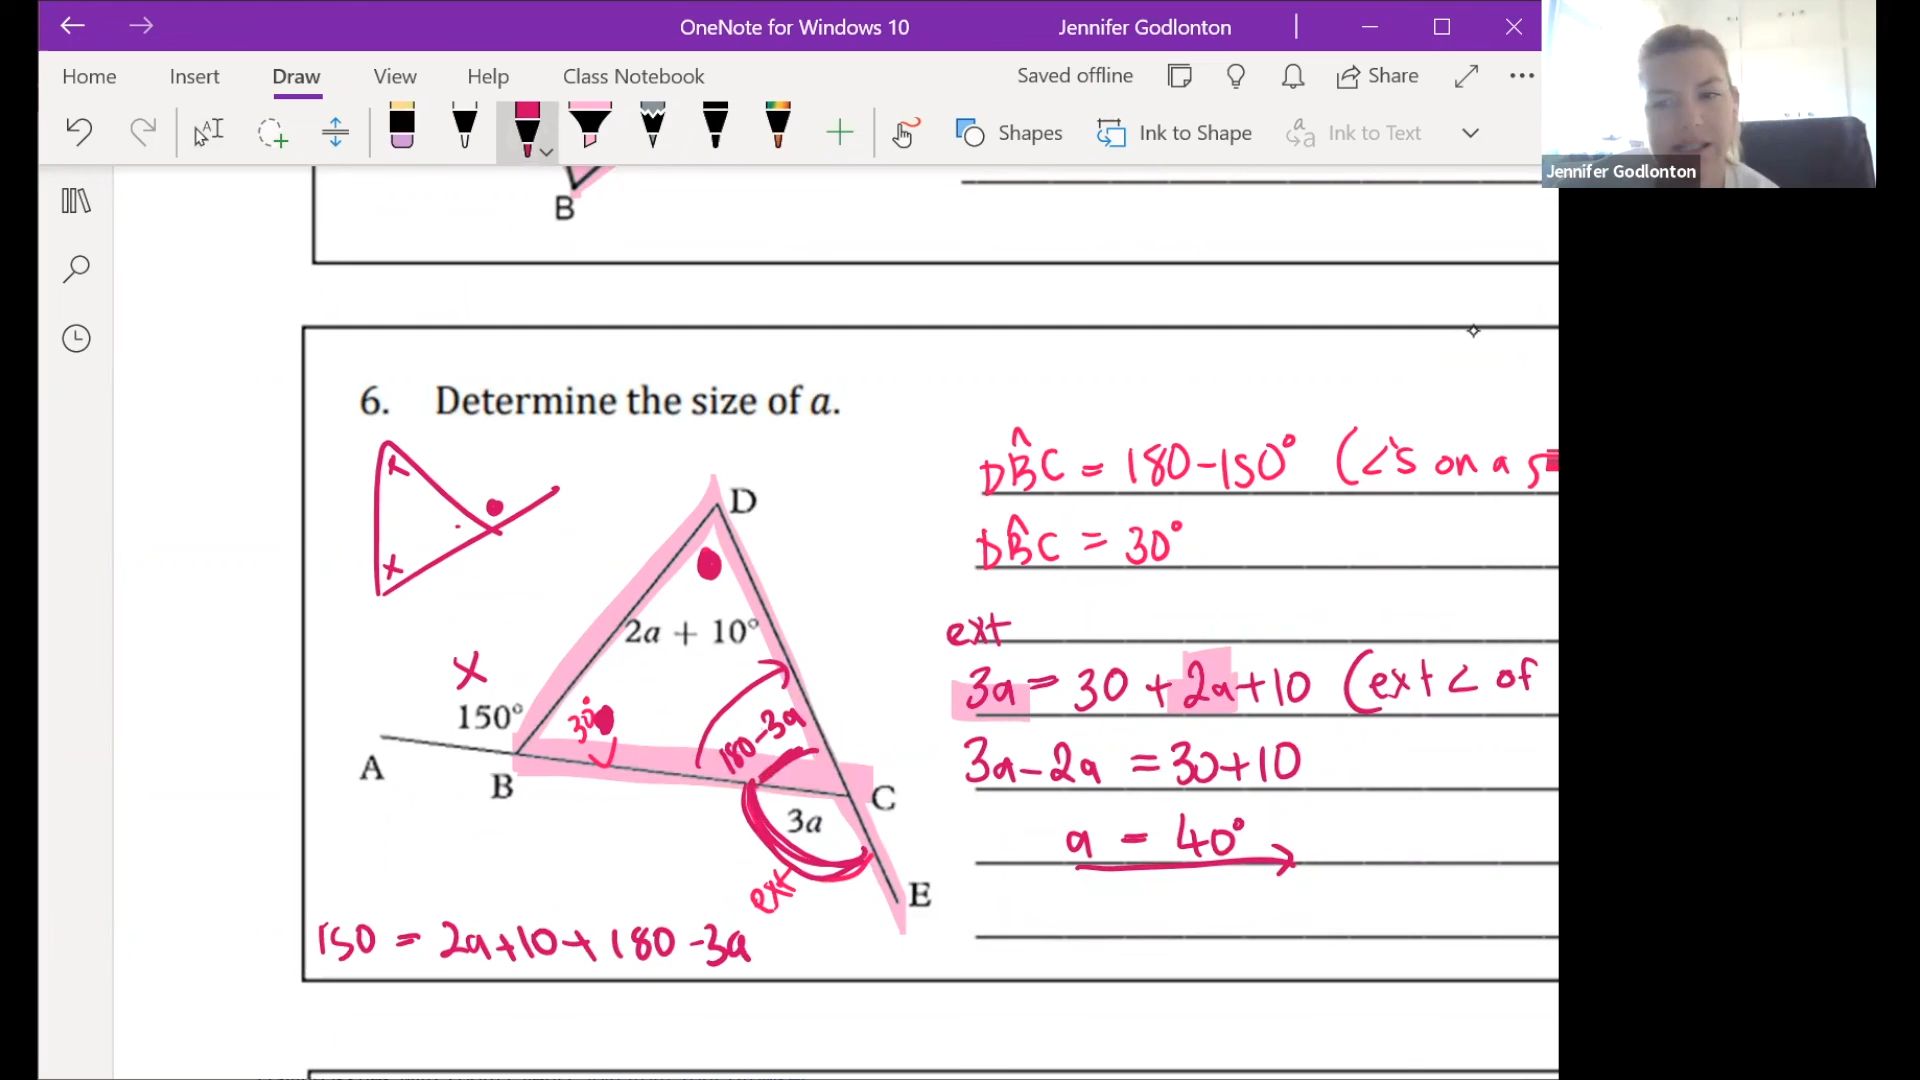 OneNote for Windows 10
Jennifer Godlonton
Home Insert Draw View Help Class Notebook
Saved offline
Share
Shapes
Ink to Shape
Ink to Text
Jennifer Godlonton
B
6. Determine the size of a.
D
2a + 10°
X
150°
30°
180-3a
A
B
C
3a
ext
E
150 = 2a+10+180-3a
DB̂C = 180-150° (∠'s on a
DB̂C = 30°
ext
3a = 30 + 2a+10 (ext ∠ of
3a-2a = 30+10
a = 40°